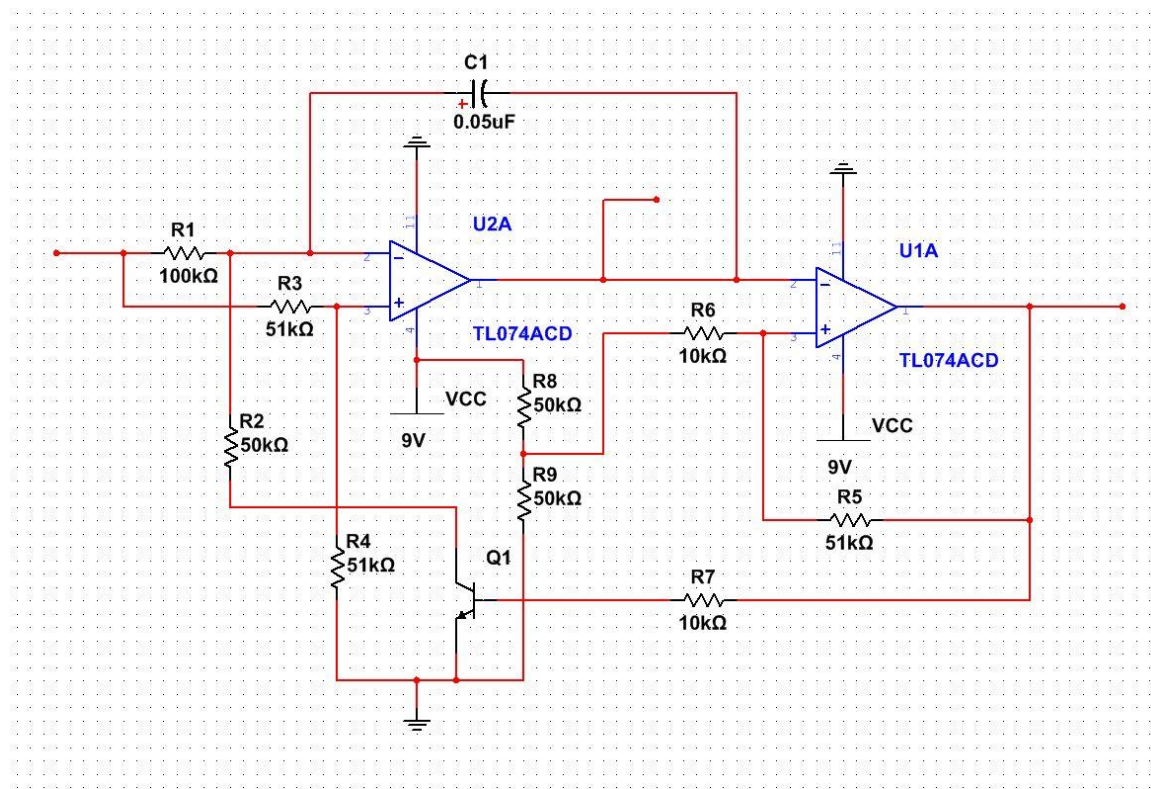 C1
+
0.05uF
11
U2A
R1
100kΩ
2
−
1
+
3
4
R3
51kΩ
TL074ACD
VCC
9V
R8
50kΩ
R9
50kΩ
R2
50kΩ
R4
51kΩ
Q1
R6
10kΩ
11
U1A
2
−
1
+
3
4
TL074ACD
VCC
9V
R5
51kΩ
R7
10kΩ